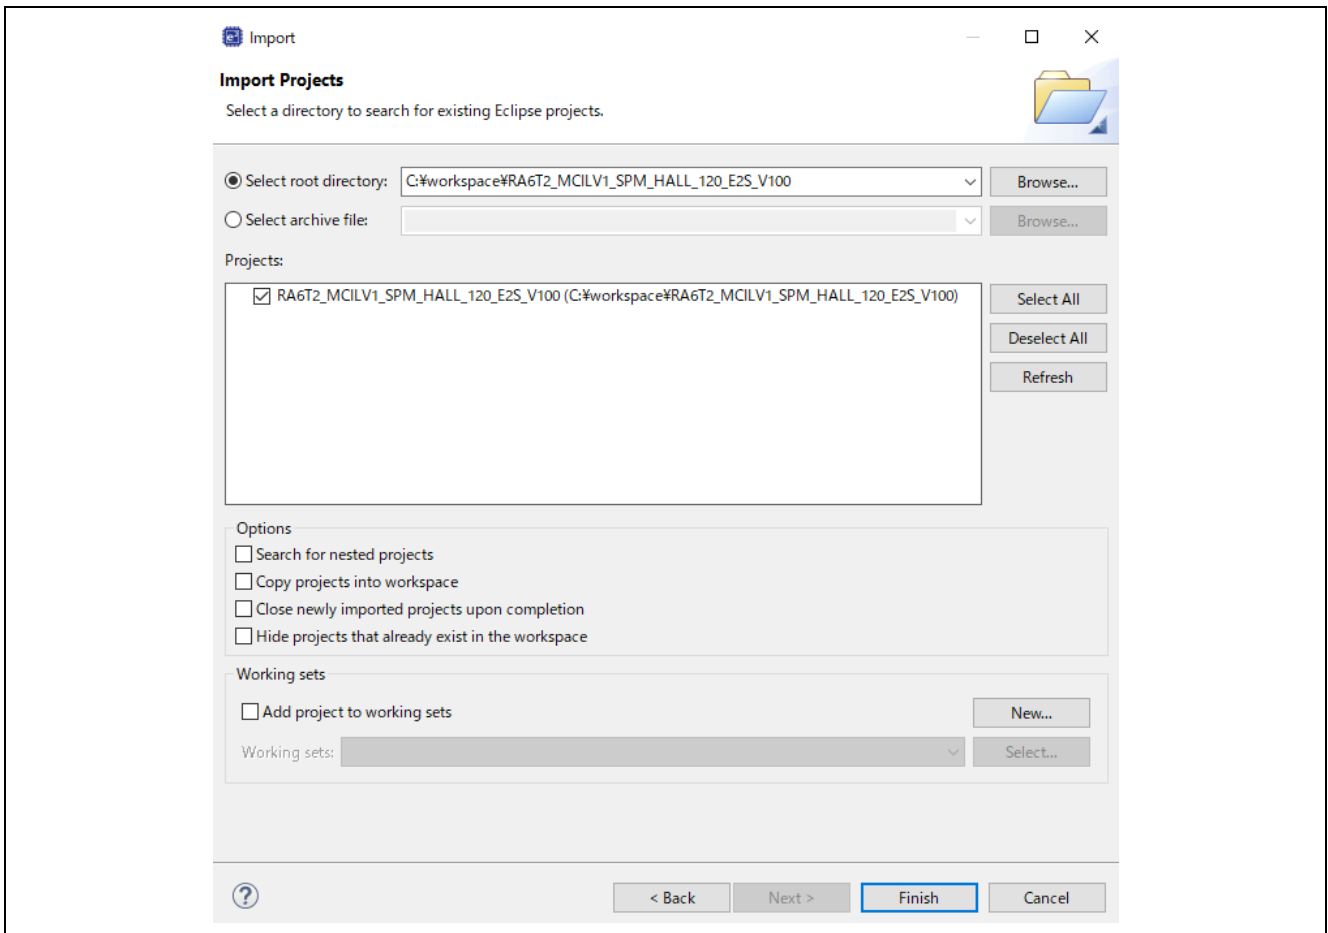 Import
Import Projects
Select a directory to search for existing Eclipse projects.
Select root directory: C:¥workspace¥RA6T2_MCILV1_SPM_HALL_120_E2S_V100 Browse...
Select archive file: Browse...
Projects:
RA6T2_MCILV1_SPM_HALL_120_E2S_V100 (C:¥workspace¥RA6T2_MCILV1_SPM_HALL_120_E2S_V100)
Select All
Deselect All
Refresh
Options
Search for nested projects
Copy projects into workspace
Close newly imported projects upon completion
Hide projects that already exist in the workspace
Working sets
Add project to working sets New...
Working sets: Select...
? < Back Next > Finish Cancel